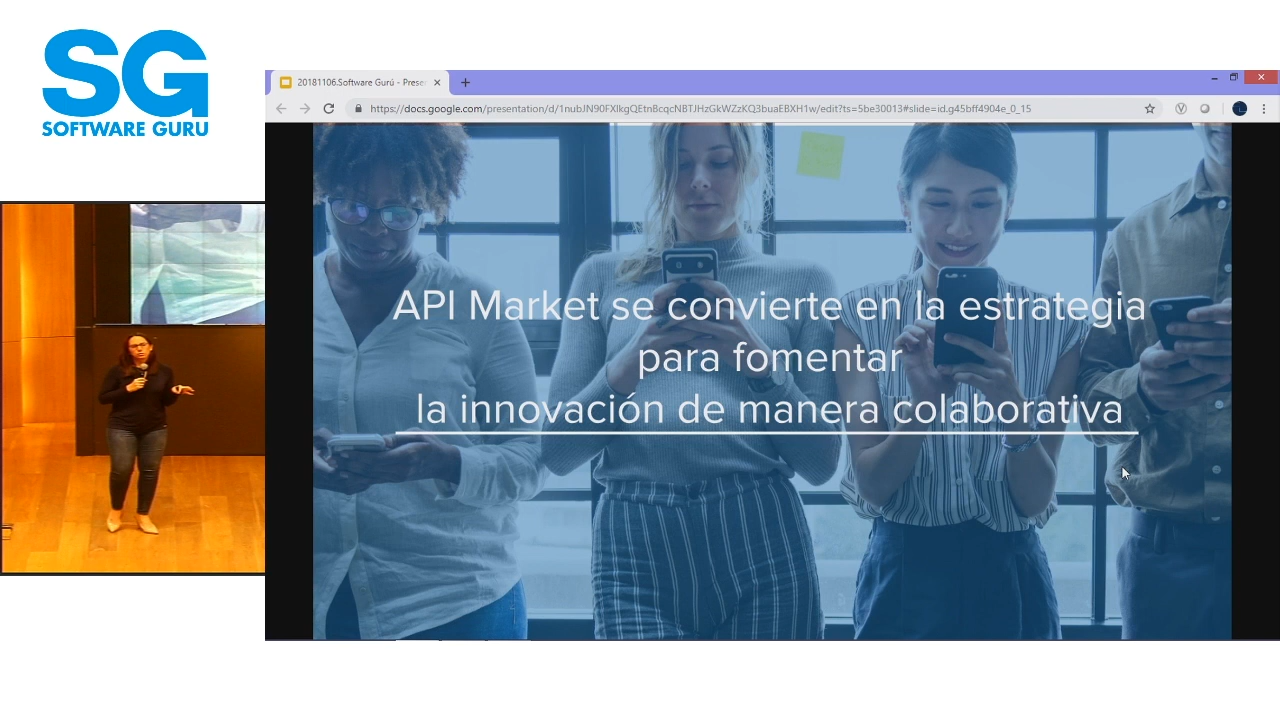 SG
SOFTWARE GURU
20181106.Software Gurú - Prese
https://docs.google.com/presentation/d/1nubJN90FXlkgQEtnBcqcNBTJHzGkWZzKQ3buaEBXH1w/edit?ts=5be30013#slide=id.g45bff4904e_0_15
API Market se convierte en la estrategia
para fomentar
la innovación de manera colaborativa